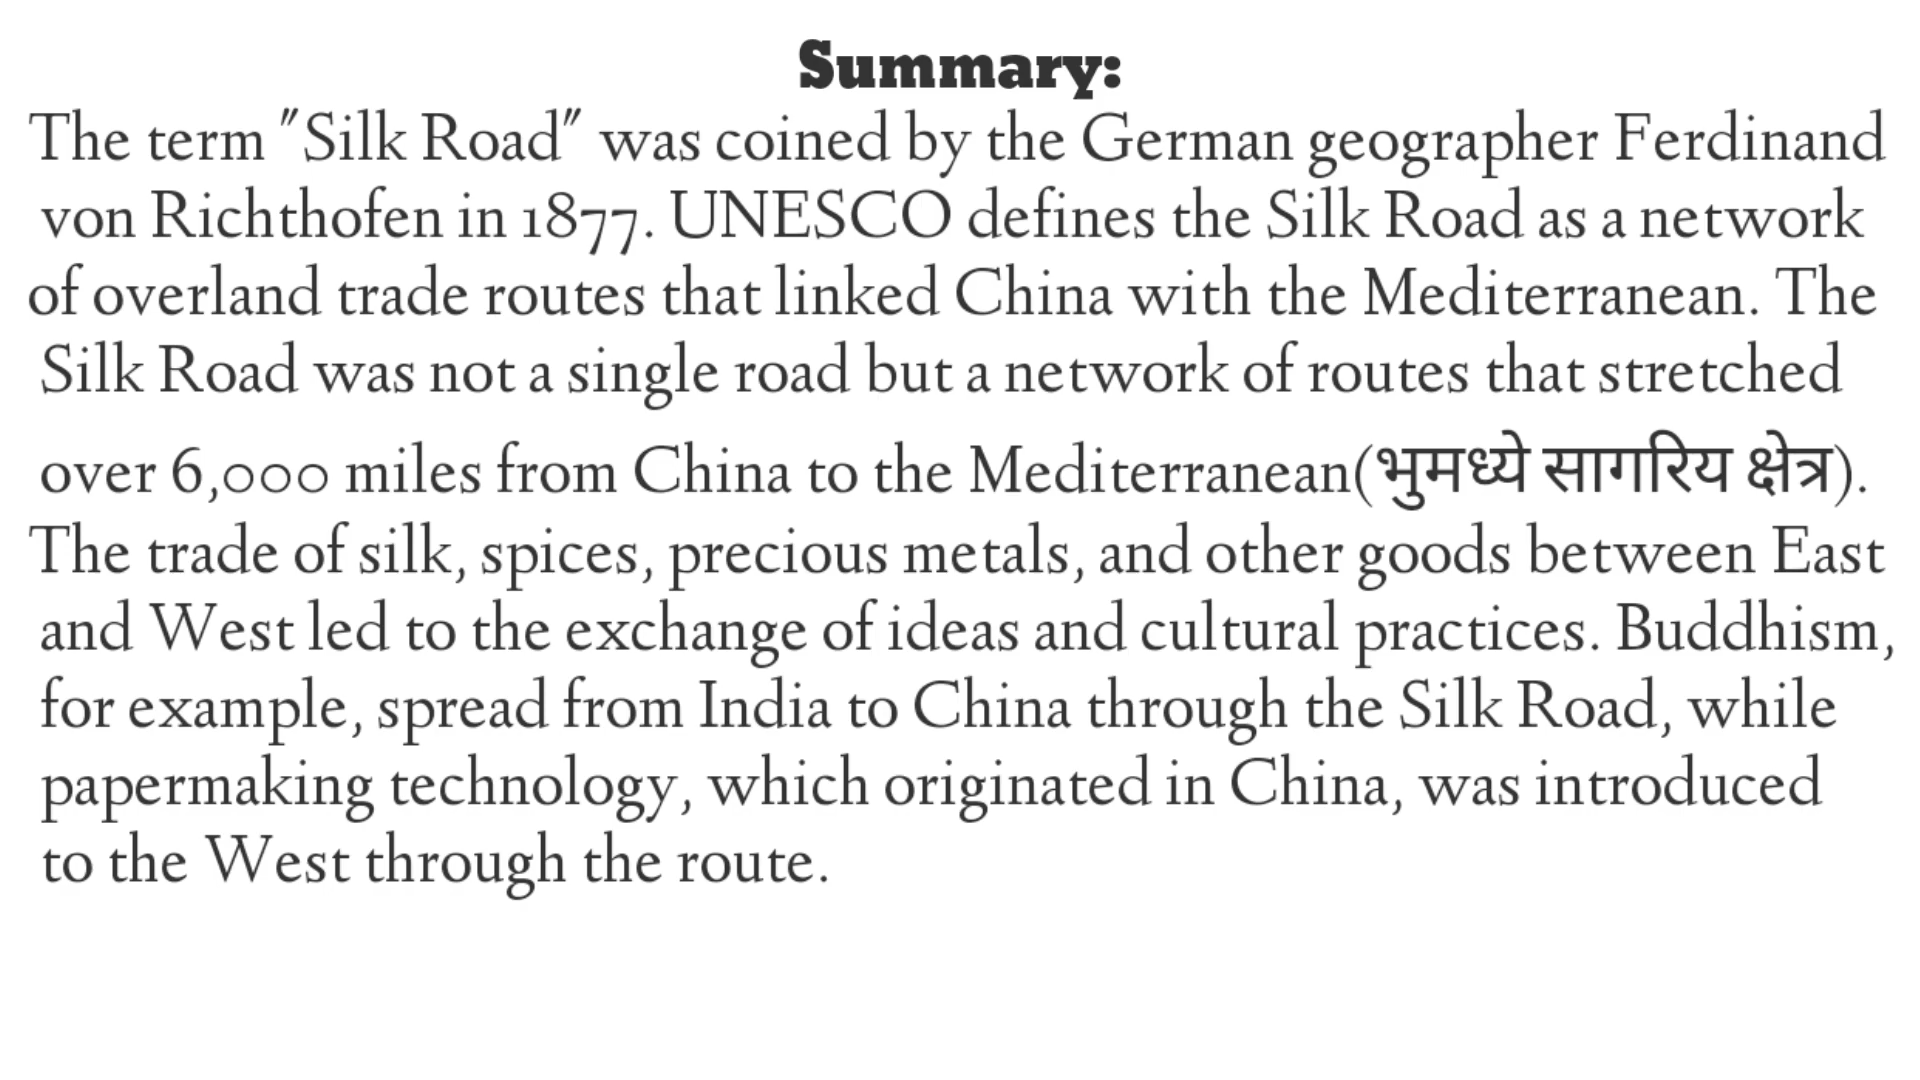 Summary:
The term "Silk Road" was coined by the German geographer Ferdinand
von Richthofen in 1877. UNESCO defines the Silk Road as a network
of overland trade routes that linked China with the Mediterranean. The
Silk Road was not a single road but a network of routes that stretched
over 6,000 miles from China to the Mediterranean(भुमध्ये सागरिय क्षेत्र).
The trade of silk, spices, precious metals, and other goods between East
and West led to the exchange of ideas and cultural practices. Buddhism,
for example, spread from India to China through the Silk Road, while
papermaking technology, which originated in China, was introduced
to the West through the route.